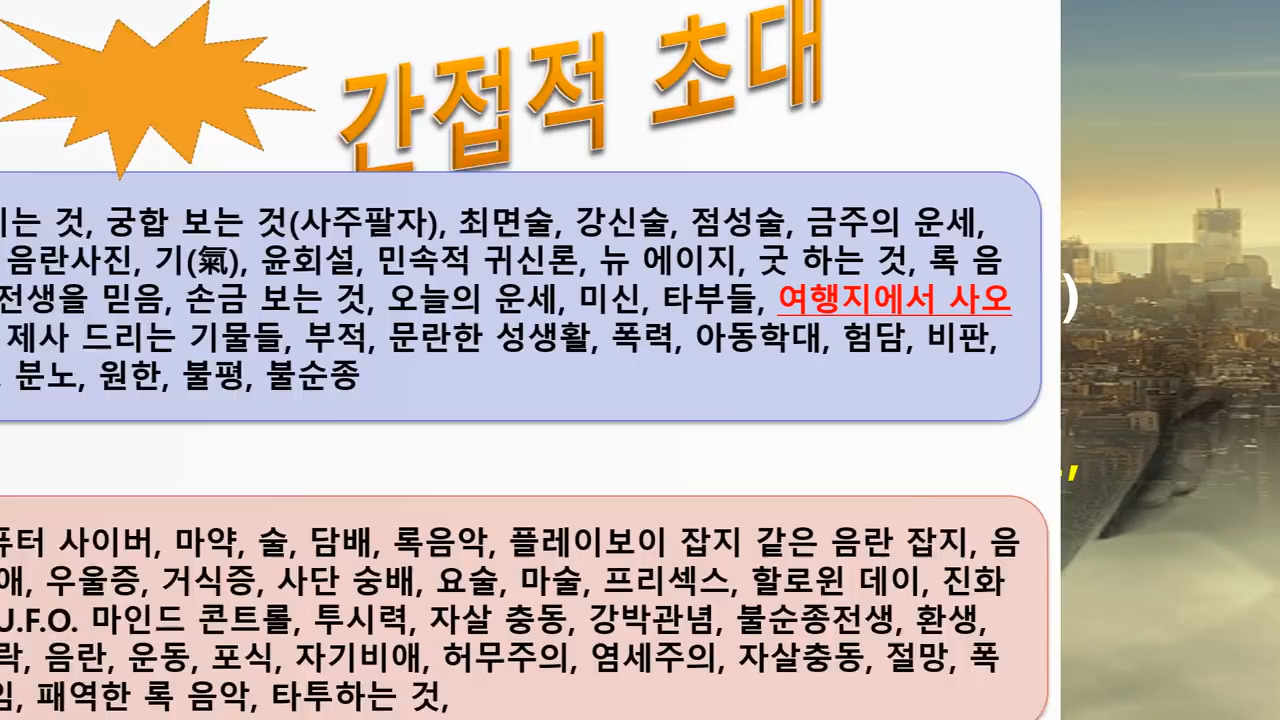 간접적 초대
는 것, 궁합 보는 것(사주팔자), 최면술, 강신술, 점성술, 금주의 운세,
음란사진, 기(氣), 윤회설, 민속적 귀신론, 뉴 에이지, 굿 하는 것, 록 음
전생을 믿음, 손금 보는 것, 오늘의 운세, 미신, 타부들, 여행지에서 사오
)
제사 드리는 기물들, 부적, 문란한 성생활, 폭력, 아동학대, 험담, 비판,
, 분노, 원한, 불평, 불순종
,
퓨터 사이버, 마약, 술, 담배, 록음악, 플레이보이 잡지 같은 음란 잡지, 음
애, 우울증, 거식증, 사단 숭배, 요술, 마술, 프리섹스, 할로윈 데이, 진화
U.F.O. 마인드 콘트롤, 투시력, 자살 충동, 강박관념, 불순종전생, 환생,
락, 음란, 운동, 포식, 자기비애, 허무주의, 염세주의, 자살충동, 절망, 폭
임, 패역한 록 음악, 타투하는 것,